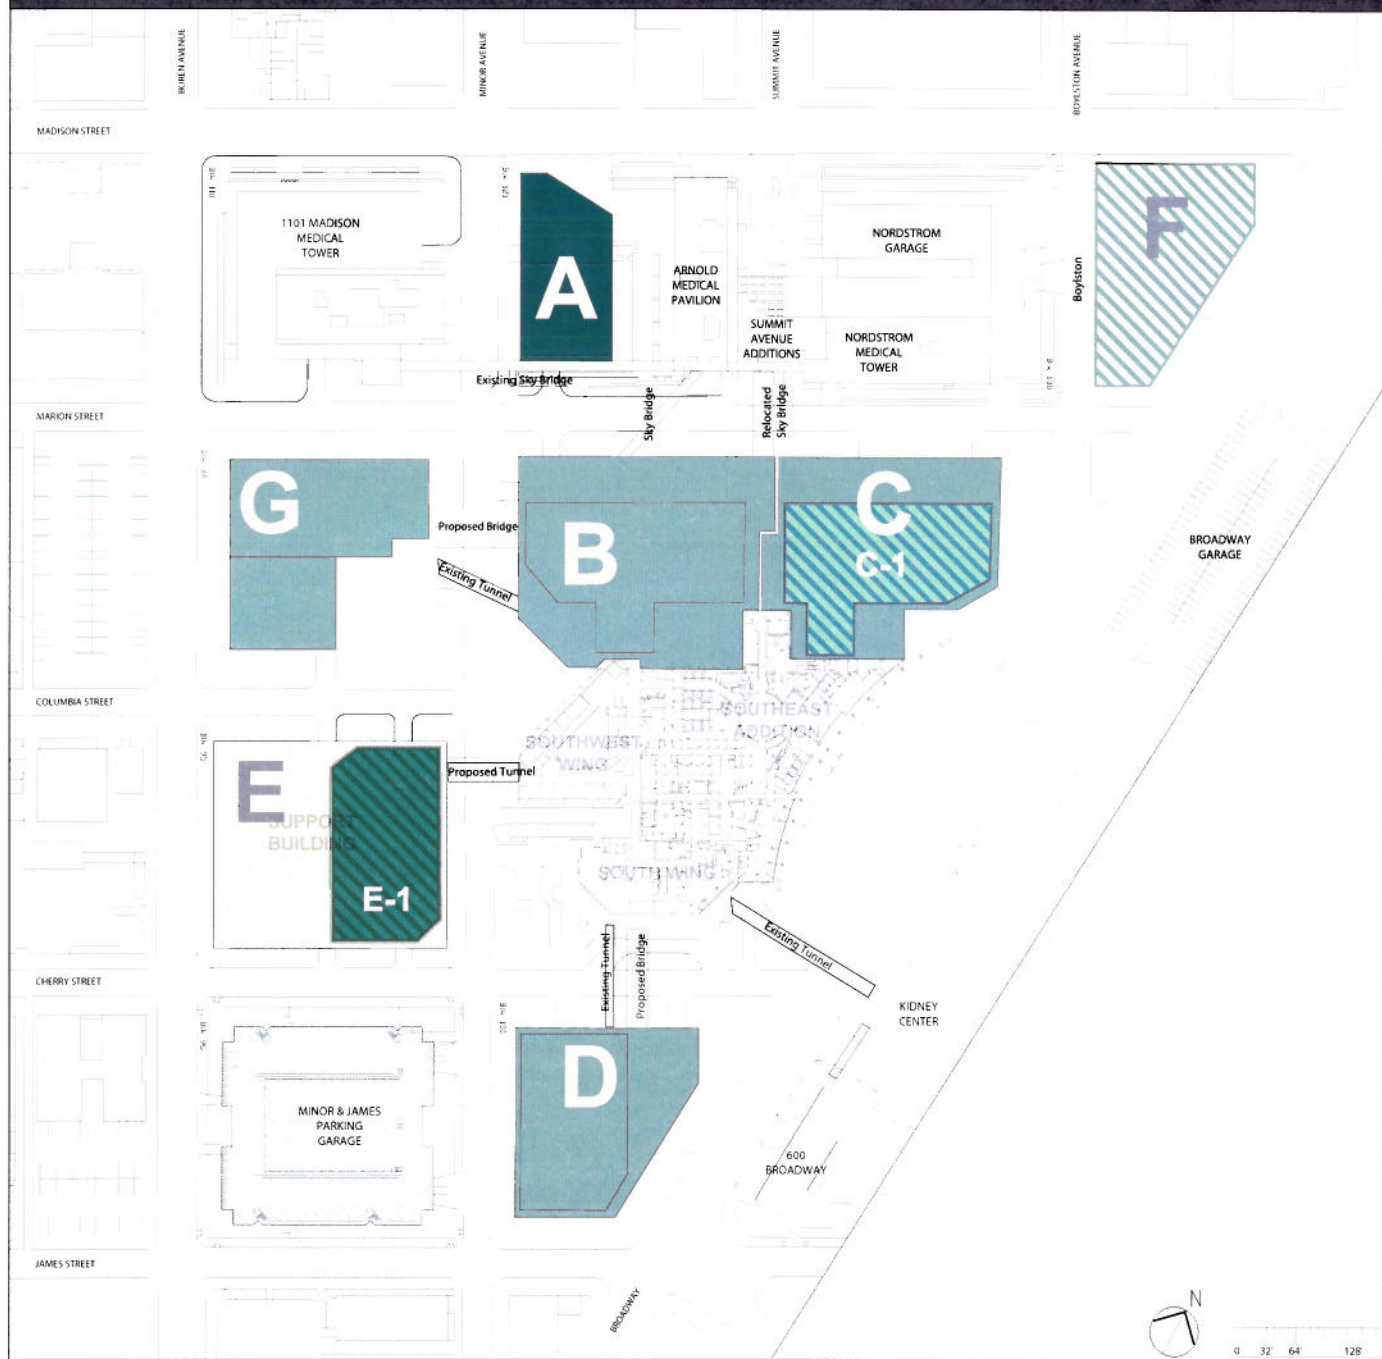 BOREN AVENUE
MINOR AVENUE
SUMMIT AVENUE
BOYLSTON AVENUE
MADISON STREET
1101 MADISON
MEDICAL
TOWER
A
ARNOLD
MEDICAL
PAVILION
SUMMIT
AVENUE
ADDITIONS
NORDSTROM
GARAGE
NORDSTROM
MEDICAL
TOWER
Boylston
F
Existing Sky Bridge
Sky Bridge
Relocated
Sky Bridge
MARION STREET
G
Proposed Bridge
Existing Tunnel
B
C
C-1
BROADWAY
GARAGE
COLUMBIA STREET
SOUTHWEST
WING
SOUTHEAST
ADDITION
E
SUPPORT
BUILDING
E-1
Proposed Tunnel
SOUTH WING
Existing Tunnel
Proposed Bridge
Existing Tunnel
CHERRY STREET
KIDNEY
CENTER
D
MINOR & JAMES
PARKING
GARAGE
600
BROADWAY
JAMES STREET
BROADWAY
N
0 32' 64' 128'